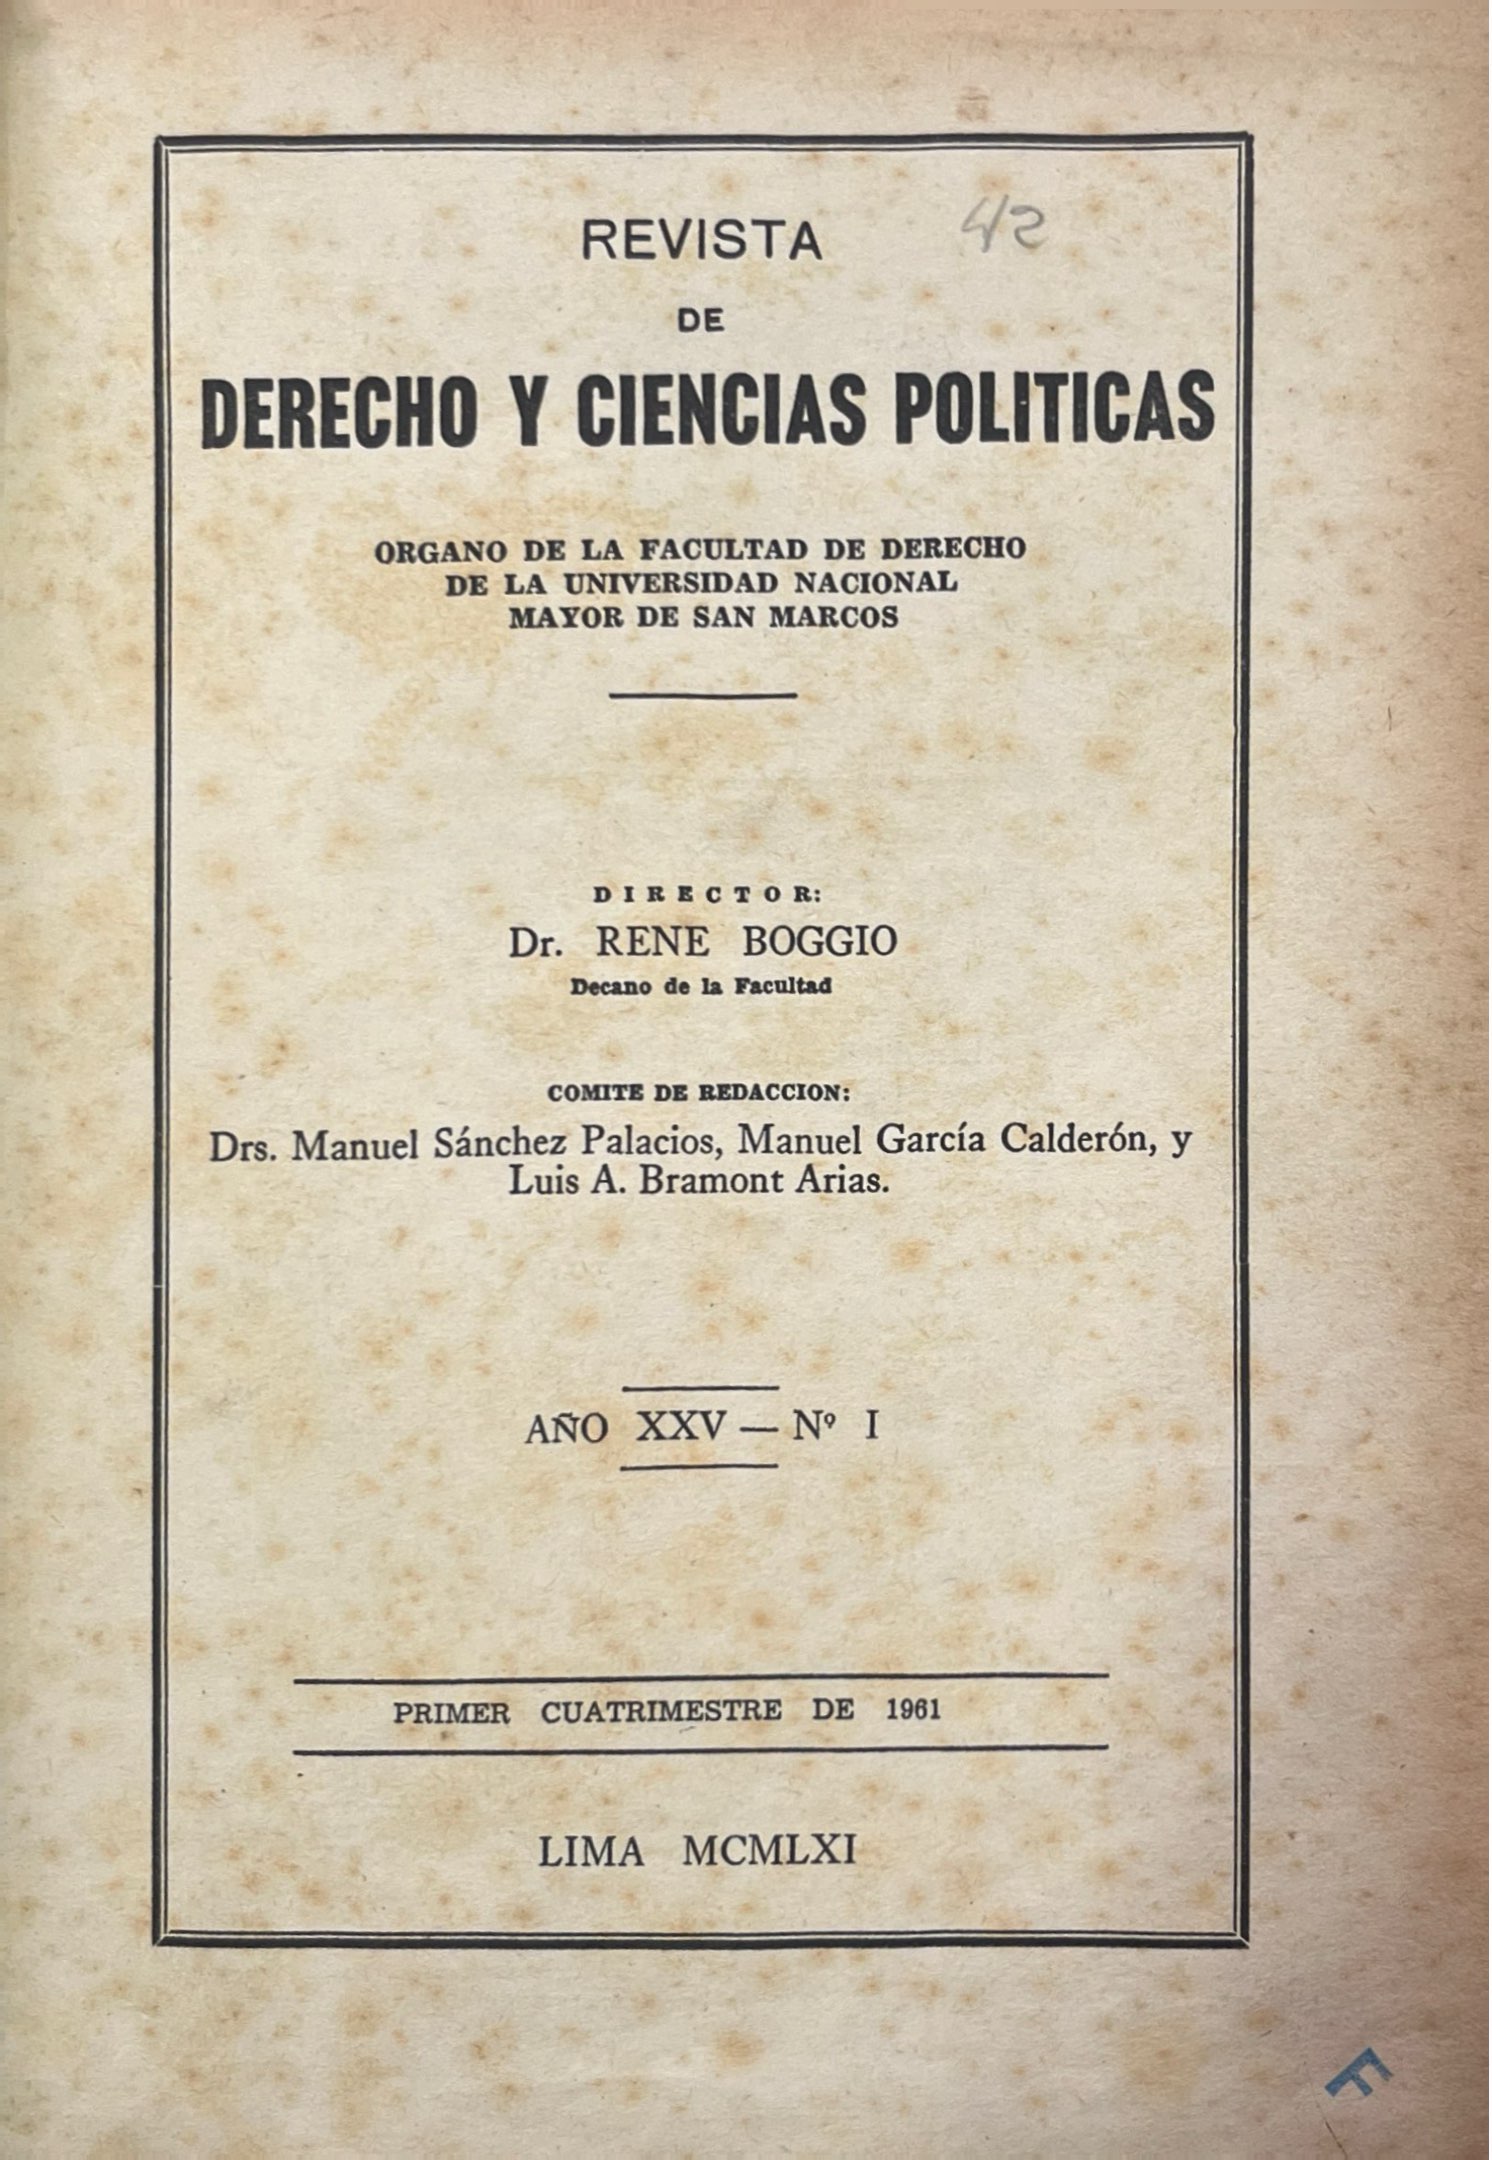 42
REVISTA
DE
DERECHO Y CIENCIAS POLITICAS
ORGANO DE LA FACULTAD DE DERECHO
DE LA UNIVERSIDAD NACIONAL
MAYOR DE SAN MARCOS
DIRECTOR:
Dr. RENE BOGGIO
Decano de la Facultad
COMITE DE REDACCION:
Drs. Manuel Sánchez Palacios, Manuel García Calderón, y
Luis A. Bramont Arias.
AÑO XXV — Nº I
PRIMER CUATRIMESTRE DE 1961
LIMA MCMLXI
F